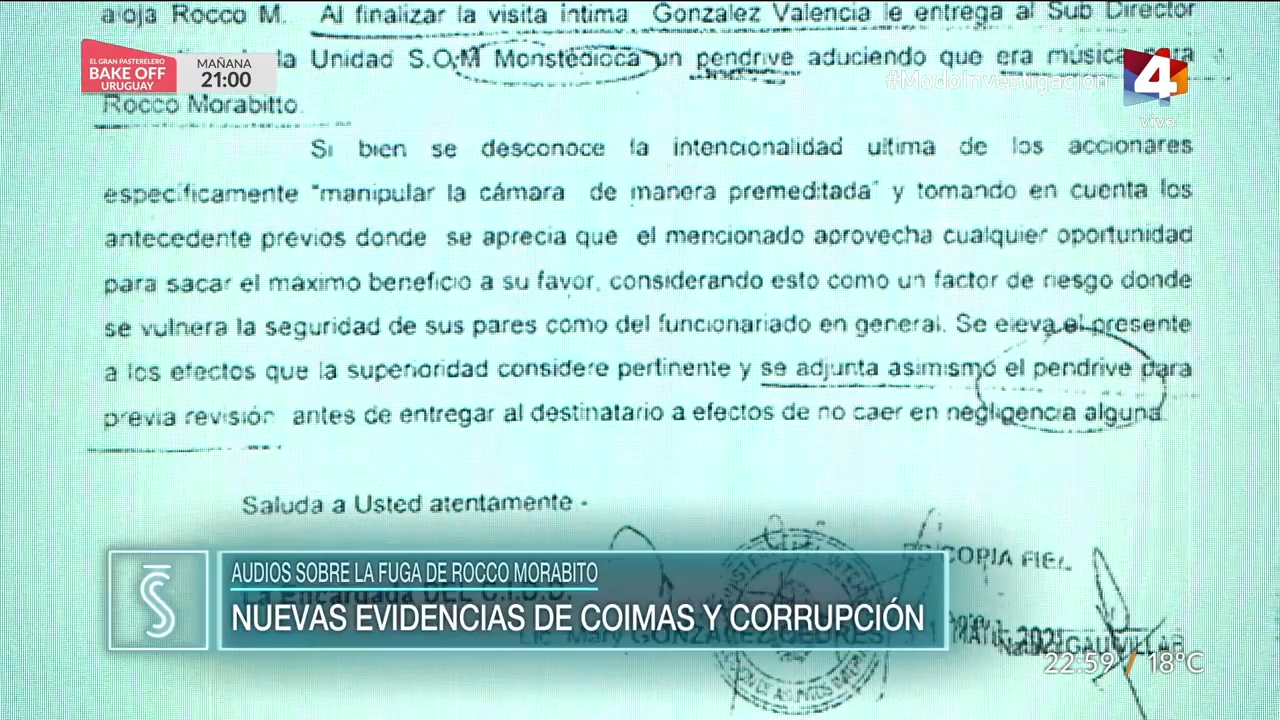 aloja Rocco M. Al finalizar la visita íntima Gonzalez Valencia le entrega al Sub Director
la Unidad S.O.M Monstedioca un pendrive aduciendo que era música para
Rocco Morabitto.
EL GRAN PASTERELERO
BAKE OFF
URUGUAY
MAÑANA
21:00
#ModoInvestigación
4
vivo
Si bien se desconoce la intencionalidad ultima de los accionares
específicamente "manipular la cámara de manera premeditada" y tomando en cuenta los
antecedente previos donde se aprecia que el mencionado aprovecha cualquier oportunidad
para sacar el máximo beneficio a su favor, considerando esto como un factor de riesgo donde
se vulnera la seguridad de sus pares como del funcionariado en general. Se eleva el presente
a los efectos que la superioridad considere pertinente y se adjunta asimismo el pendrive para
previa revisión antes de entregar al destinatario a efectos de no caer en negligencia alguna.
Saluda a Usted atentamente.-
COPIA FIEL
AUDIOS SOBRE LA FUGA DE ROCCO MORABITO
NUEVAS EVIDENCIAS DE COIMAS Y CORRUPCIÓN
22:59 / 18°C